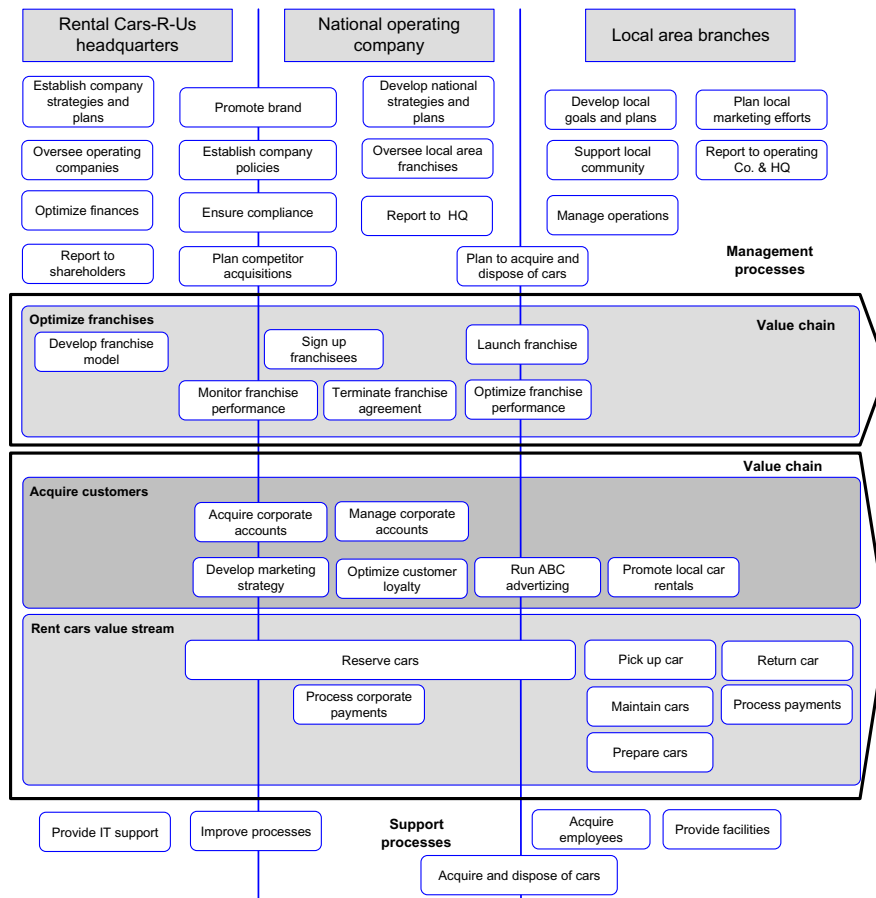 Rental Cars-R-Us
headquarters
National operating
company
Local area branches
Establish company
strategies and
plans
Promote brand
Develop national
strategies and
plans
Develop local
goals and plans
Plan local
marketing efforts
Oversee operating
companies
Establish company
policies
Oversee local area
franchises
Support local
community
Report to operating
Co. & HQ
Optimize finances
Ensure compliance
Report to HQ
Manage operations
Report to
shareholders
Plan competitor
acquisitions
Plan to acquire and
dispose of cars
Management
processes
Optimize franchises
Value chain
Develop franchise
model
Sign up
franchisees
Launch franchise
Monitor franchise
performance
Terminate franchise
agreement
Optimize franchise
performance
Value chain
Acquire customers
Acquire corporate
accounts
Manage corporate
accounts
Develop marketing
strategy
Optimize customer
loyalty
Run ABC
advertizing
Promote local car
rentals
Rent cars value stream
Reserve cars
Pick up car
Return car
Process corporate
payments
Maintain cars
Process payments
Prepare cars
Provide IT support
Improve processes
Support
processes
Acquire
employees
Provide facilities
Acquire and dispose of cars